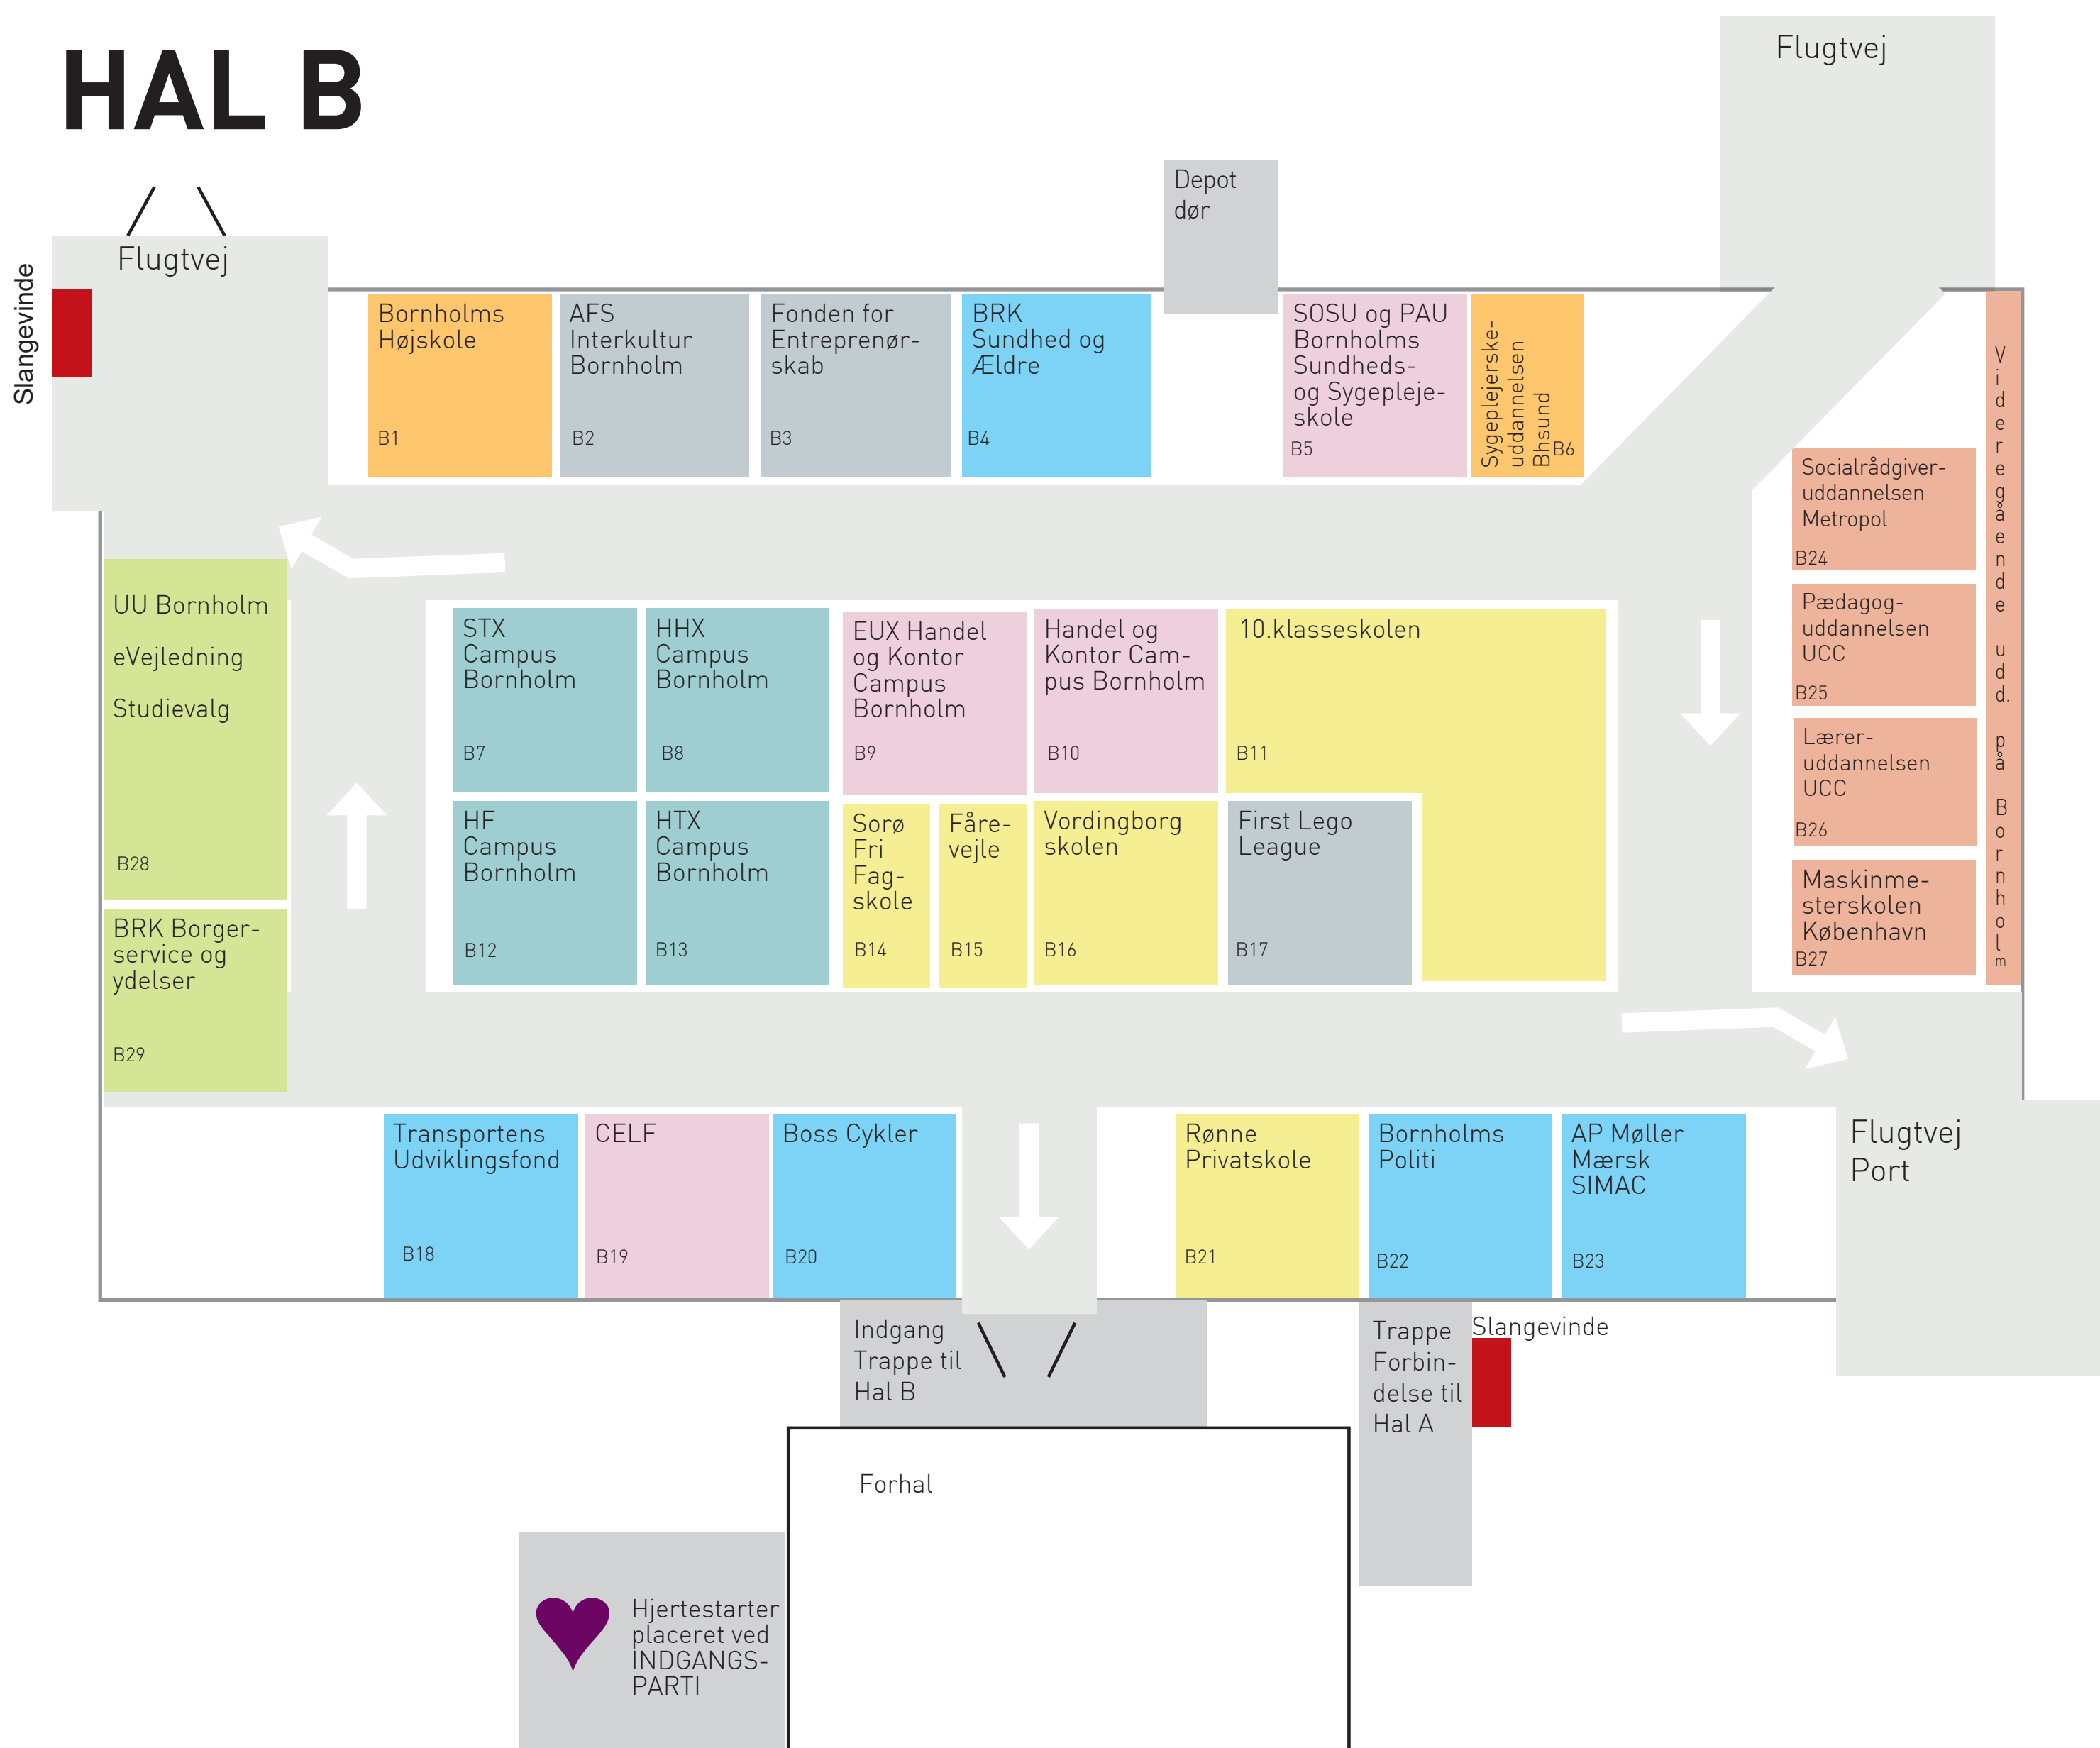 HAL B
Flugtvej
Depot
dør
Flugtvej
Slangevinde
Bornholms
Højskole
B1
AFS
Interkultur
Bornholm
B2
Fonden for
Entreprenør-
skab
B3
BRK
Sundhed og
Ældre
B4
SOSU og PAU
Bornholms
Sundheds-
og Sygepleje-
skole
B5
Sygeplejerske-
uddannelsen
Bhsund
B6
Videregående udd. på Bornholm
Socialrådgiver-
uddannelsen
Metropol
B24
Pædagog-
uddannelsen
UCC
B25
Lærer-
uddannelsen
UCC
B26
Maskinme-
sterskolen
København
B27
UU Bornholm
eVejledning
Studievalg
B28
BRK Borger-
service og
ydelser
B29
STX
Campus
Bornholm
B7
HHX
Campus
Bornholm
B8
EUX Handel
og Kontor
Campus
Bornholm
B9
Handel og
Kontor Cam-
pus Bornholm
B10
10.klasseskolen
B11
HF
Campus
Bornholm
B12
HTX
Campus
Bornholm
B13
Sorø
Fri
Fag-
skole
B14
Fåre-
vejle
B15
Vordingborg
skolen
B16
First Lego
League
B17
Transportens
Udviklingsfond
B18
CELF
B19
Boss Cykler
B20
Rønne
Privatskole
B21
Bornholms
Politi
B22
AP Møller
Mærsk
SIMAC
B23
Flugtvej
Port
Indgang
Trappe til
Hal B
Trappe
Forbin-
delse til
Hal A
Slangevinde
Forhal
Hjertestarter
placeret ved
INDGANGS-
PARTI